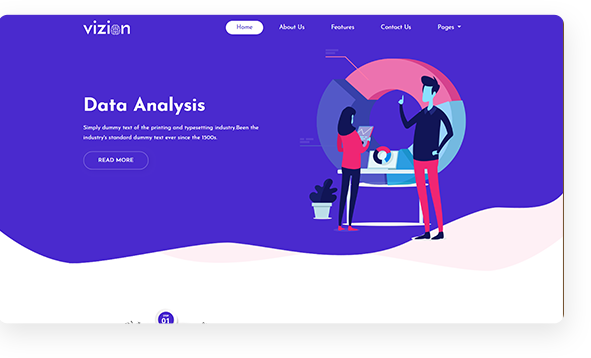 vizion
Home
About Us
Features
Contact Us
Pages
Data Analysis
Simply dummy text of the printing and typesetting industry.Been the
industry's standard dummy text ever since the 1500s.
READ MORE
01